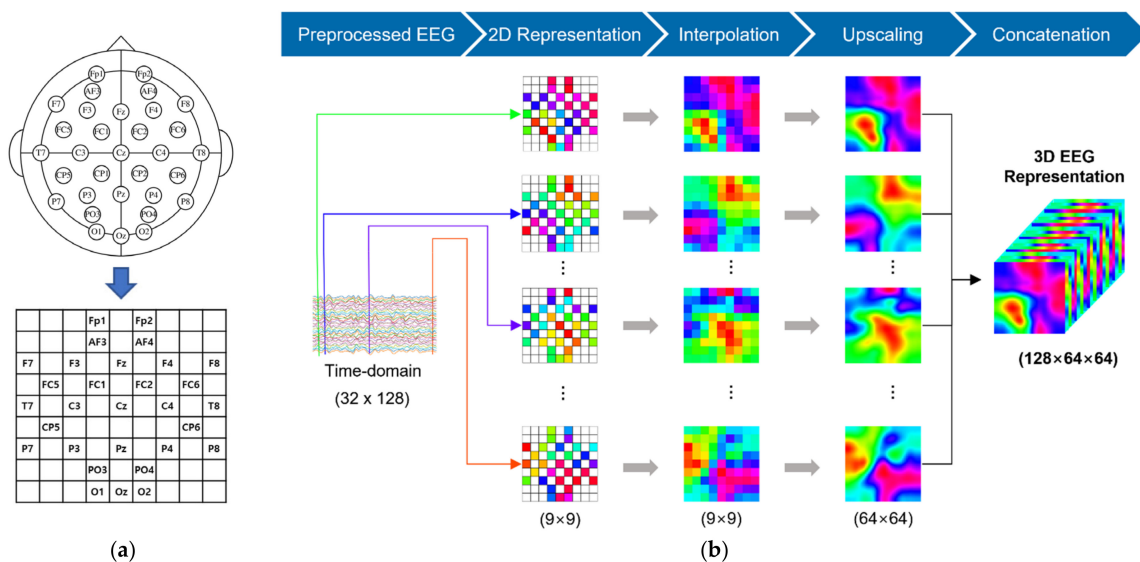 Fp1 Fp2
AF3 AF4
F7 F3 Fz F4 F8
FC5 FC1 FC2 FC6
T7 C3 Cz C4 T8
CP5 CP1 CP2 CP6
P7 P3 Pz P4 P8
PO3 PO4
O1 Oz O2
Fp1 Fp2
AF3 AF4
F7 F3 Fz F4 F8
FC5 FC1 FC2 FC6
T7 C3 Cz C4 T8
CP5 CP6
P7 P3 Pz P4 P8
PO3 PO4
O1 Oz O2
(a)
Preprocessed EEG 2D Representation Interpolation Upscaling Concatenation
Time-domain
(32 x 128)
⋮ ⋮ ⋮
⋮ ⋮ ⋮
(9×9) (9×9) (64×64)
3D EEG
Representation
(128×64×64)
(b)